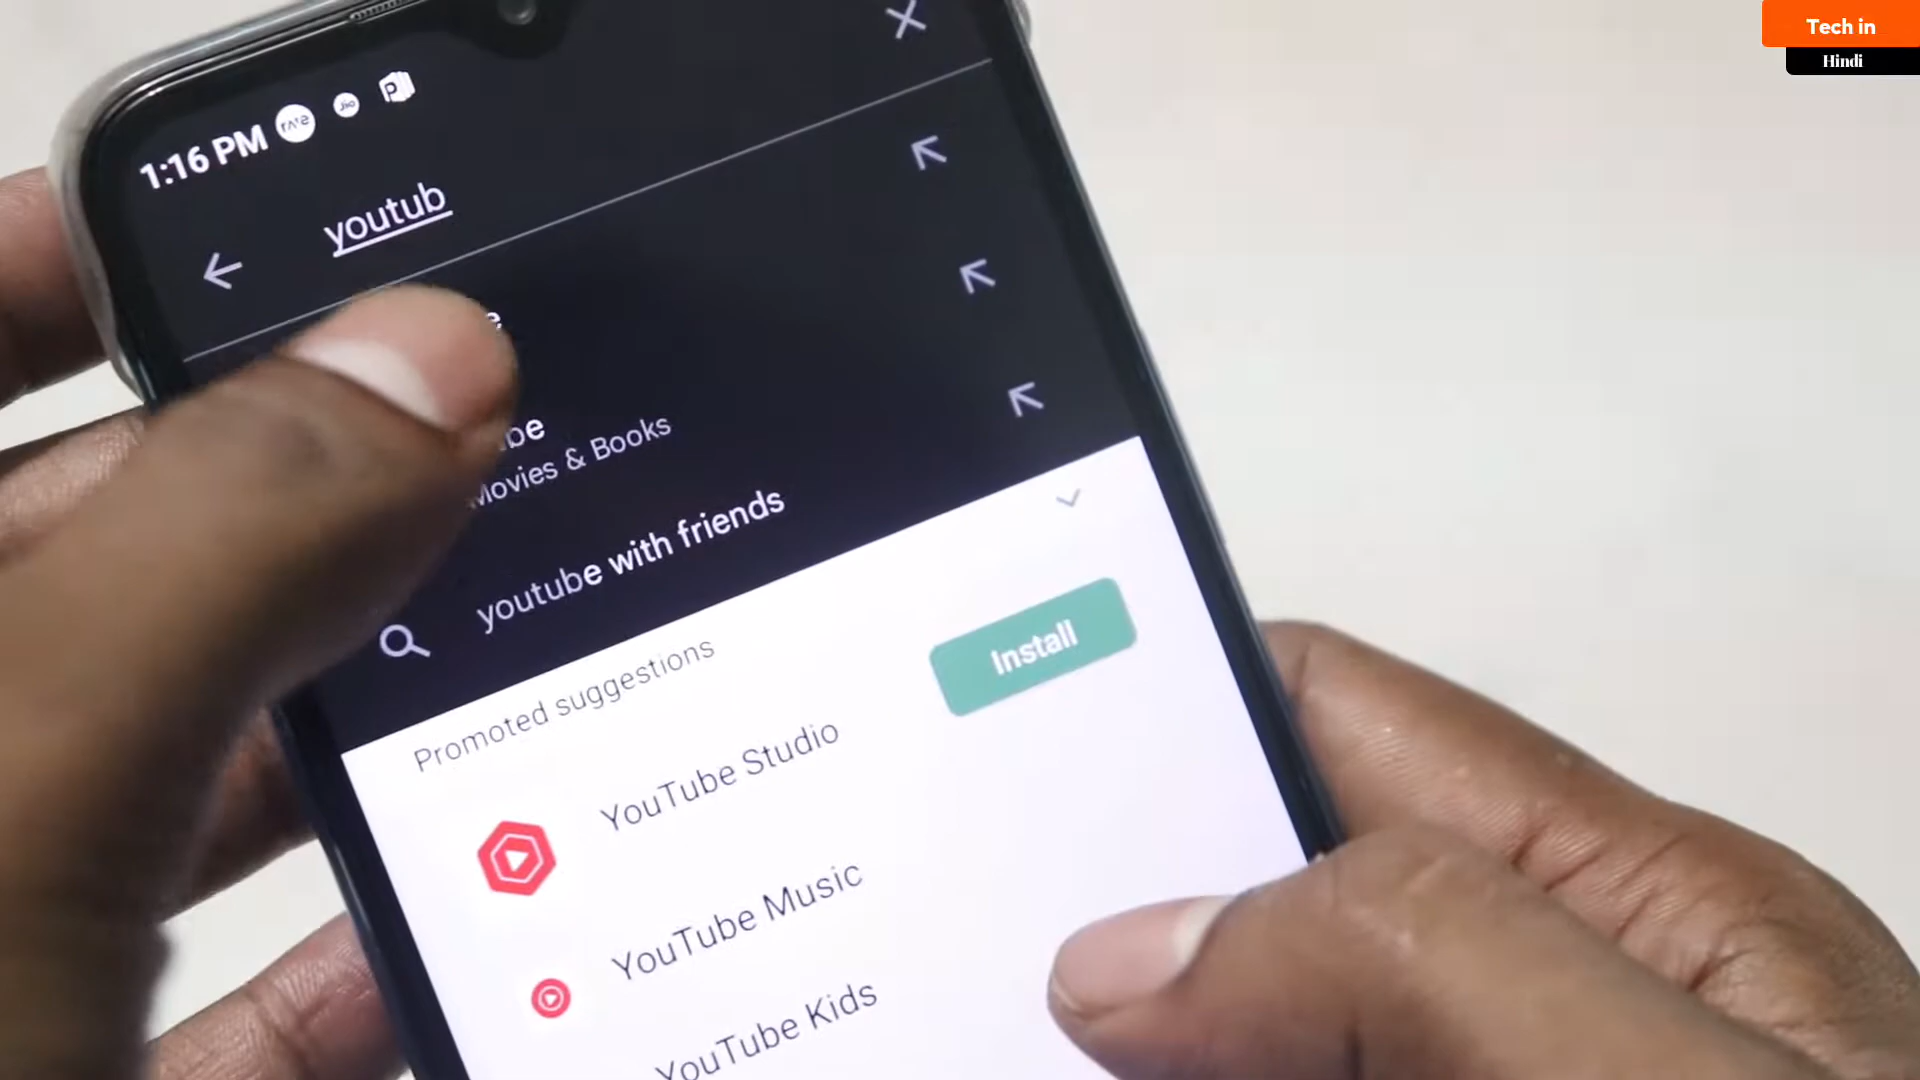 Tech in
Hindi
1:16 PM
Jio
youtub
Movies & Books
youtube with friends
Promoted suggestions
Install
YouTube Studio
YouTube Music
YouTube Kids